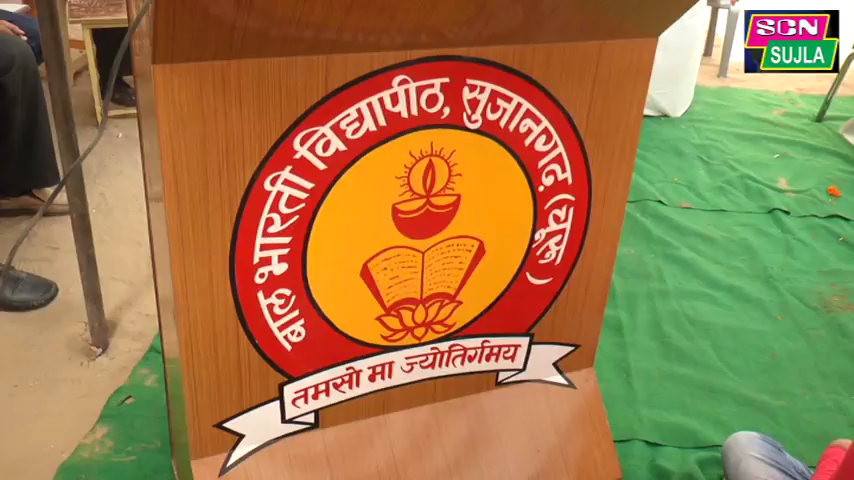 SCN
SUJLA
बाल भारती विद्यापीठ, सुजानगढ़ (चूरू)
तमसो मा ज्योतिर्गमय